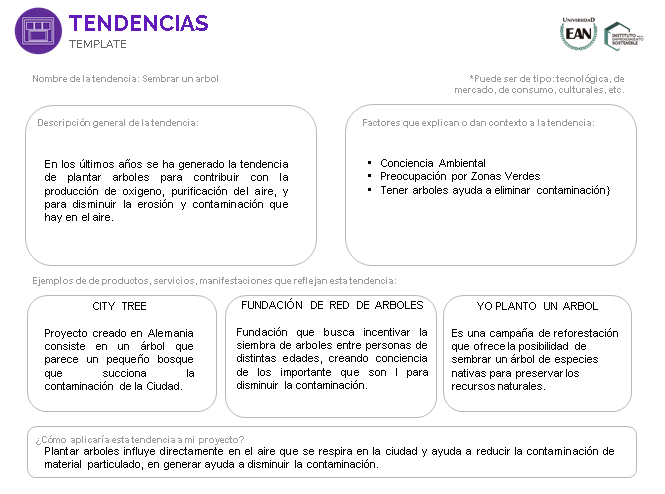 TENDENCIAS
TEMPLATE
UNIVERSIDAD
EAN
INSTITUTO PARA EL
EMPRENDIMIENTO
SOSTENIBLE
Nombre de la tendencia: Sembrar un arbol
*Puede ser de tipo: tecnológica, de
mercado, de consumo, culturales, etc.
Descripción general de la tendencia:
En los últimos años se ha generado la tendencia
de plantar arboles para contribuir con la
producción de oxigeno, purificación del aire, y
para disminuir la erosión y contaminación que
hay en el aire.
Factores que explican o dan contexto a la tendencia:
• Conciencia Ambiental
• Preocupación por Zonas Verdes
• Tener arboles ayuda a eliminar contaminación}
Ejemplos de de productos, servicios, manifestaciones que reflejan esta tendencia:
CITY TREE
Proyecto creado en Alemania
consiste en un árbol que
parece un pequeño bosque
que succiona la
contaminación de la Ciudad.
FUNDACIÓN DE RED DE ARBOLES
Fundación que busca incentivar la
siembra de arboles entre personas de
distintas edades, creando conciencia
de los importante que son l para
disminuir la contaminación.
YO PLANTO UN ARBOL
Es una campaña de reforestación
que ofrece la posibilidad de
sembrar un árbol de especies
nativas para preservar los
recursos naturales.
¿Cómo aplicaría esta tendencia a mi proyecto?
Plantar arboles influye directamente en el aire que se respira en la ciudad y ayuda a reducir la contaminación de
material particulado, en generar ayuda a disminuir la contaminación.